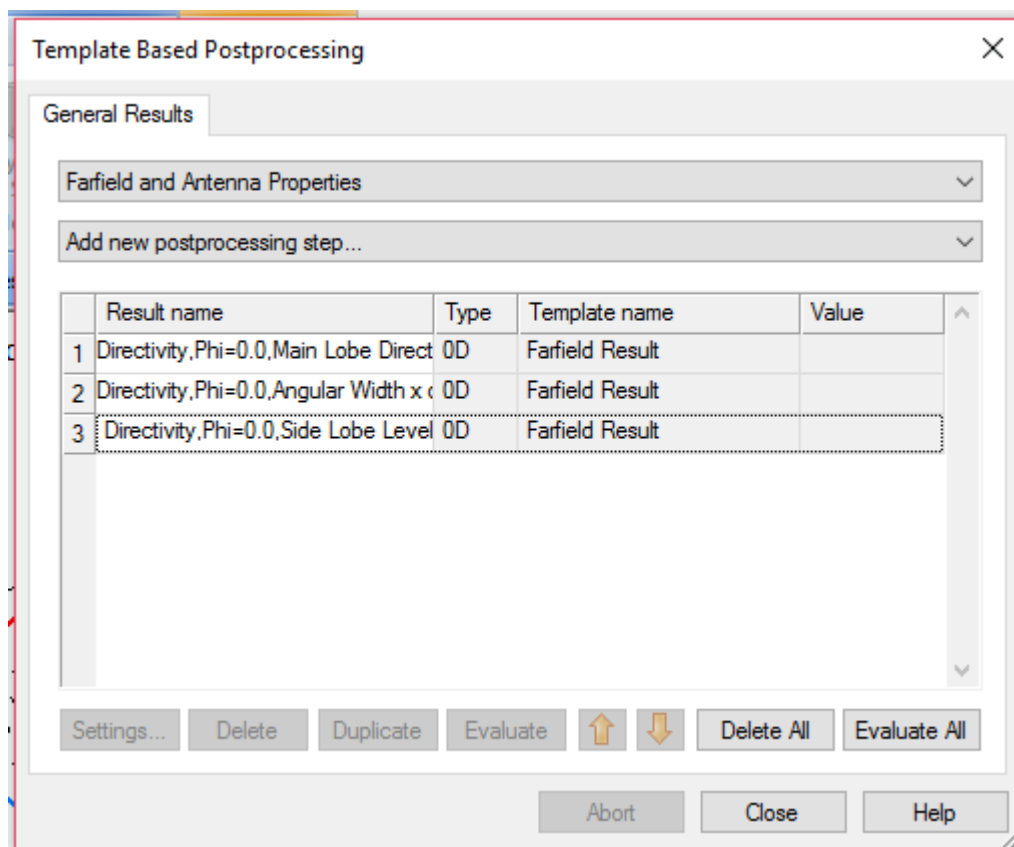 Template Based Postprocessing
General Results
Farfield and Antenna Properties
Add new postprocessing step...
Result name Type Template name Value
1 Directivity,Phi=0.0,Main Lobe Direct 0D Farfield Result
2 Directivity,Phi=0.0,Angular Width x 0D Farfield Result
3 Directivity,Phi=0.0,Side Lobe Level 0D Farfield Result
Settings... Delete Duplicate Evaluate Delete All Evaluate All
Abort Close Help